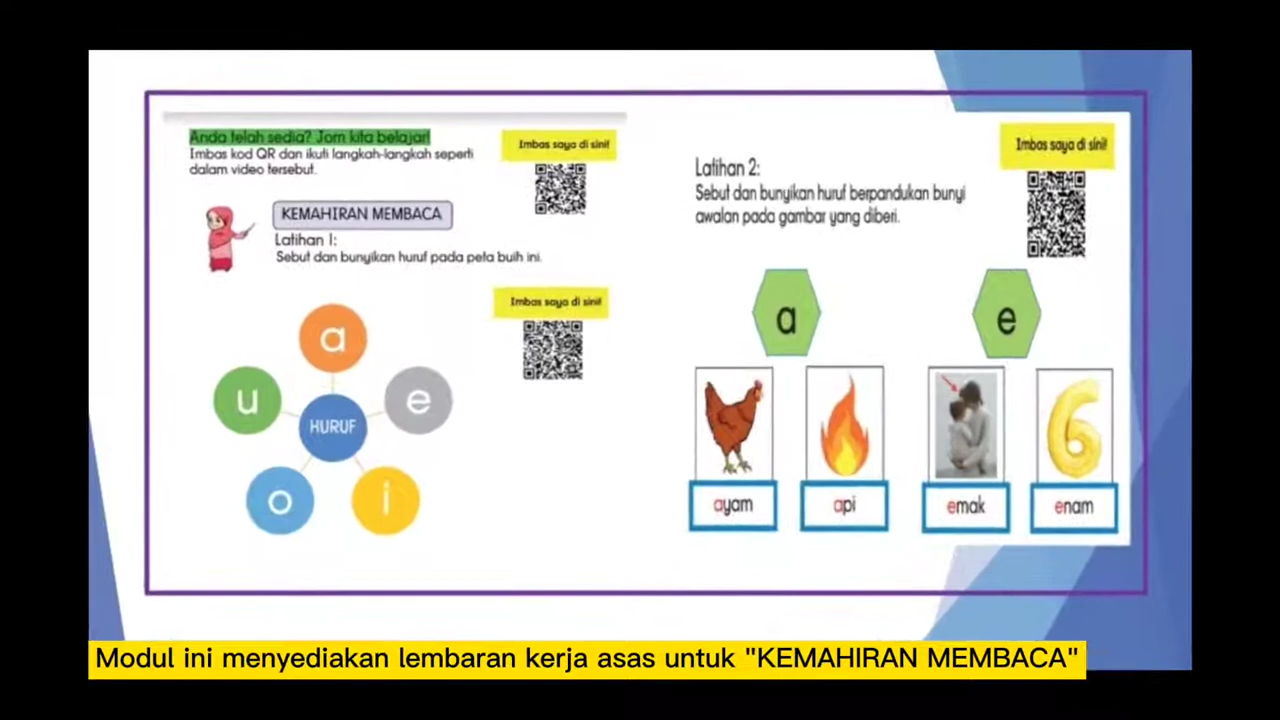 Anda telah sedia? Jom kita belajar!
Imbas kod QR dan ikuti langkah-langkah seperti
dalam video tersebut.
Imbas saya di sini!
KEMAHIRAN MEMBACA
Latihan 1:
Sebut dan bunyikan huruf pada peta buih ini.
Imbas saya di sini!
a
u
e
HURUF
o
i
Imbas saya di sini!
Latihan 2:
Sebut dan bunyikan huruf berpandukan bunyi
awalan pada gambar yang diberi.
a
e
6
ayam
api
emak
enam
Modul ini menyediakan lembaran kerja asas untuk "KEMAHIRAN MEMBACA"